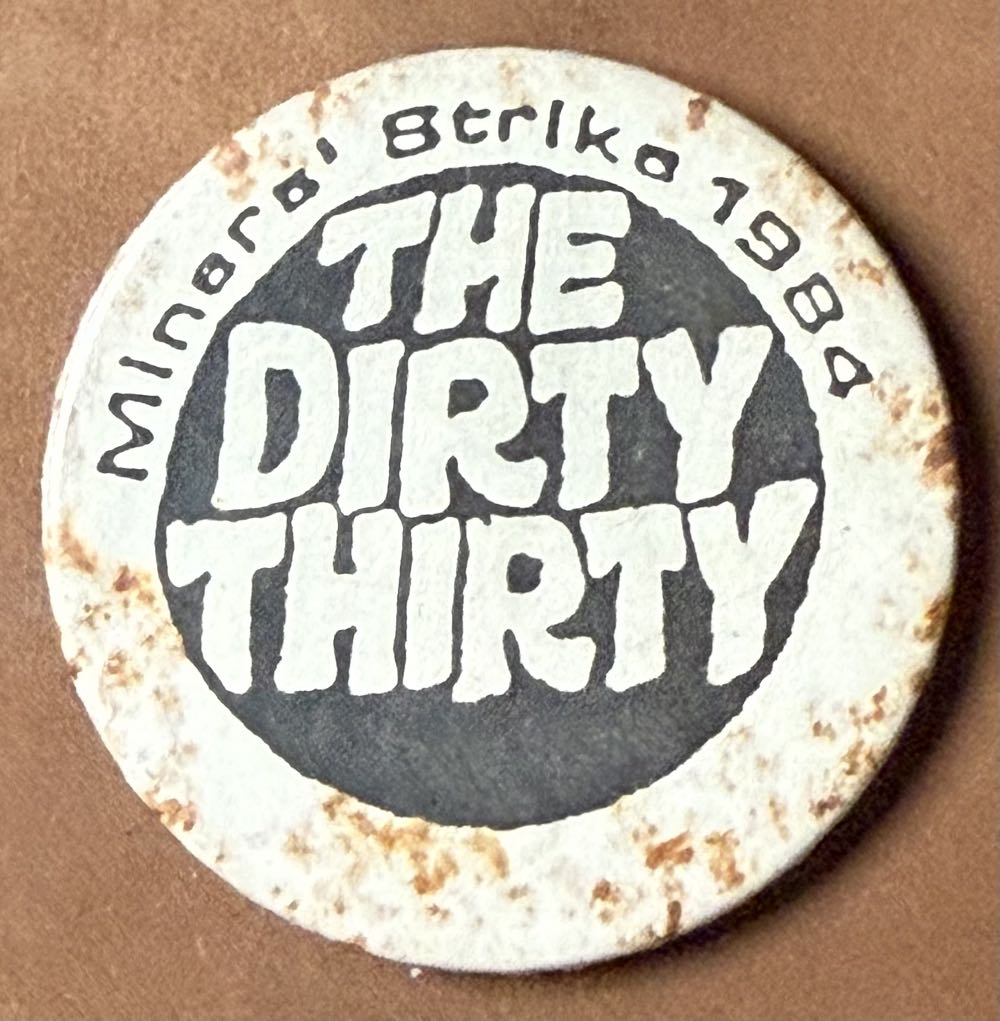 Miners' Strike 1984
THE
DIRTY
THIRTY